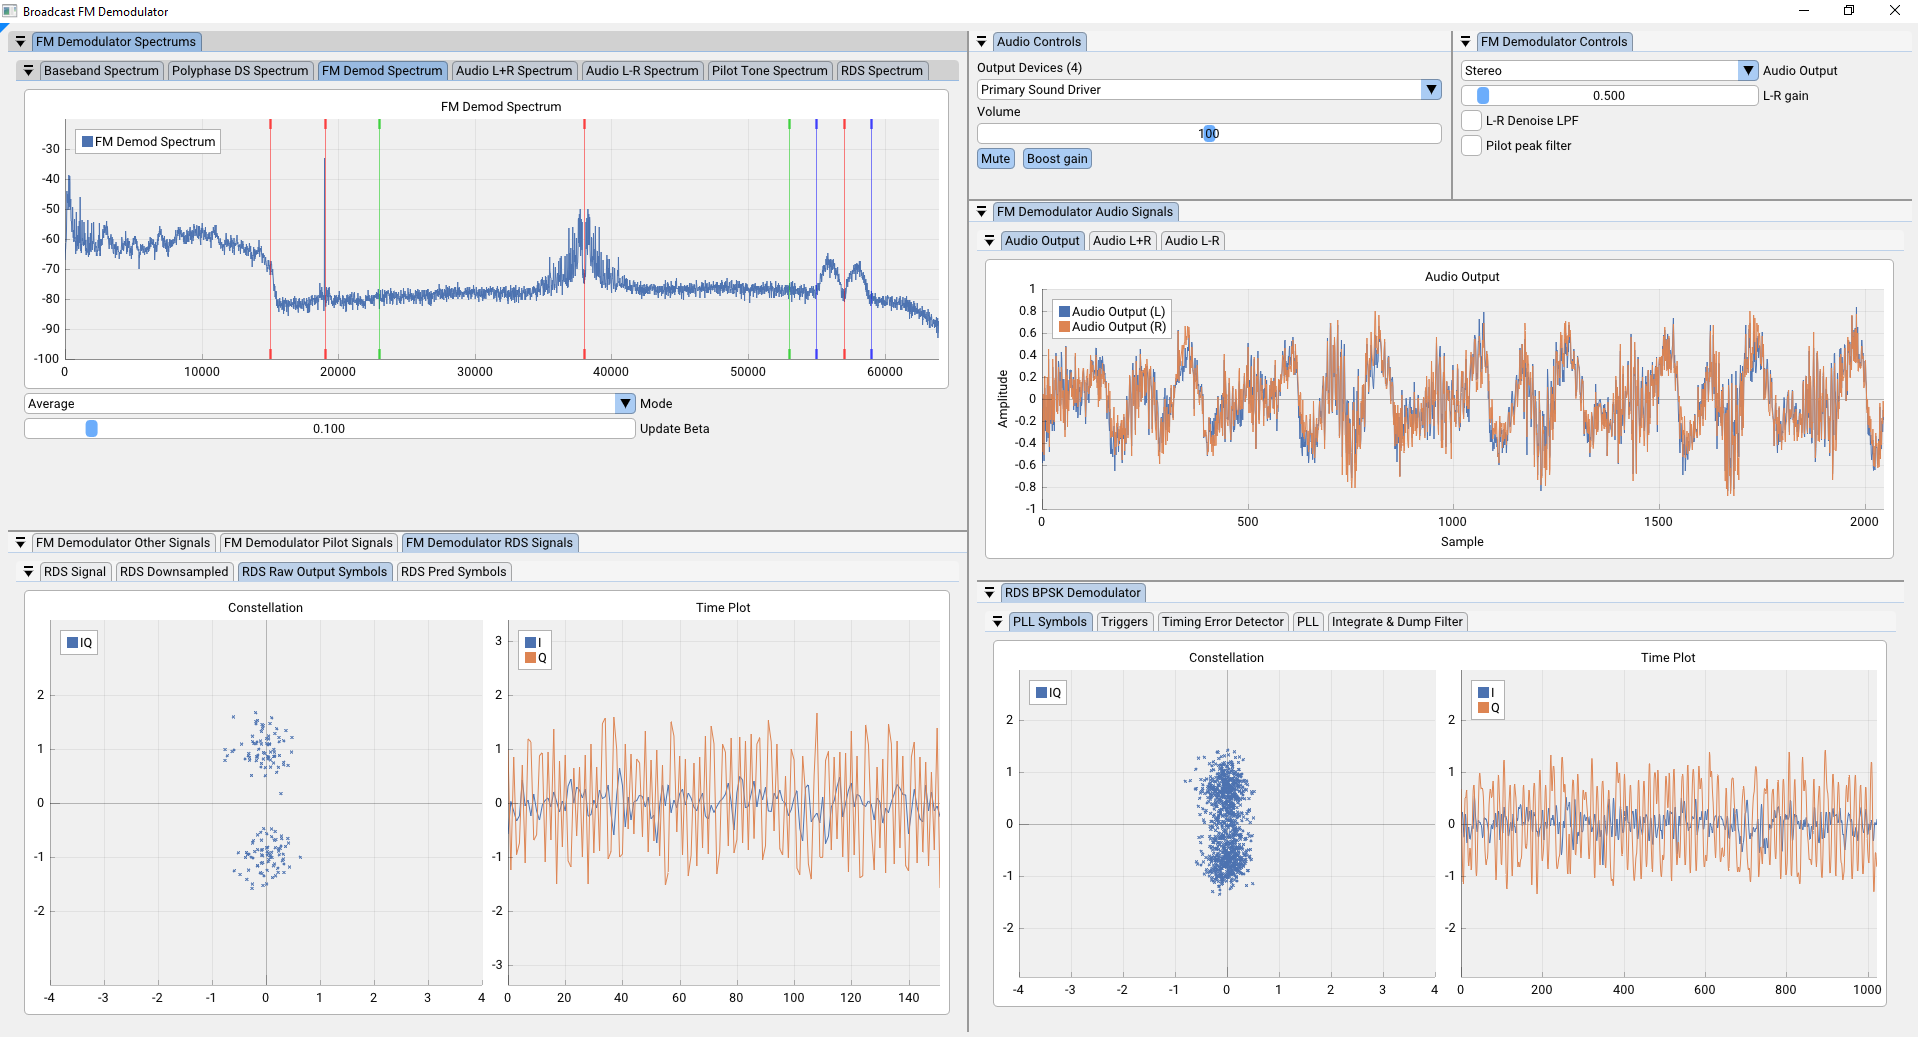 Broadcast FM Demodulator
FM Demodulator Spectrums
Baseband Spectrum Polyphase DS Spectrum FM Demod Spectrum Audio L+R Spectrum Audio L-R Spectrum Pilot Tone Spectrum RDS Spectrum
FM Demod Spectrum
FM Demod Spectrum
-30
-40
-50
-60
-70
-80
-90
-100
0 10000 20000 30000 40000 50000 60000
Average Mode
0.100 Update Beta
Audio Controls
Output Devices (4)
Primary Sound Driver
Volume
100
Mute Boost gain
FM Demodulator Controls
Stereo Audio Output
0.500 L-R gain
L-R Denoise LPF
Pilot peak filter
FM Demodulator Audio Signals
Audio Output Audio L+R Audio L-R
Audio Output
Audio Output (L)
Audio Output (R)
Amplitude
1
0.8
0.6
0.4
0.2
0
-0.2
-0.4
-0.6
-0.8
-1
0 500 1000 1500 2000
Sample
FM Demodulator Other Signals FM Demodulator Pilot Signals FM Demodulator RDS Signals
RDS Signal RDS Downsampled RDS Raw Output Symbols RDS Pred Symbols
Constellation
IQ
2
1
0
-1
-2
-4 -3 -2 -1 0 1 2 3 4
Time Plot
I
Q
3
2
1
0
-1
-2
-3
0 20 40 60 80 100 120 140
RDS BPSK Demodulator
PLL Symbols Triggers Timing Error Detector PLL Integrate & Dump Filter
Constellation
IQ
2
1
0
-1
-2
-4 -3 -2 -1 0 1 2 3 4
Time Plot
I
Q
2
1
0
-1
-2
0 200 400 600 800 1000